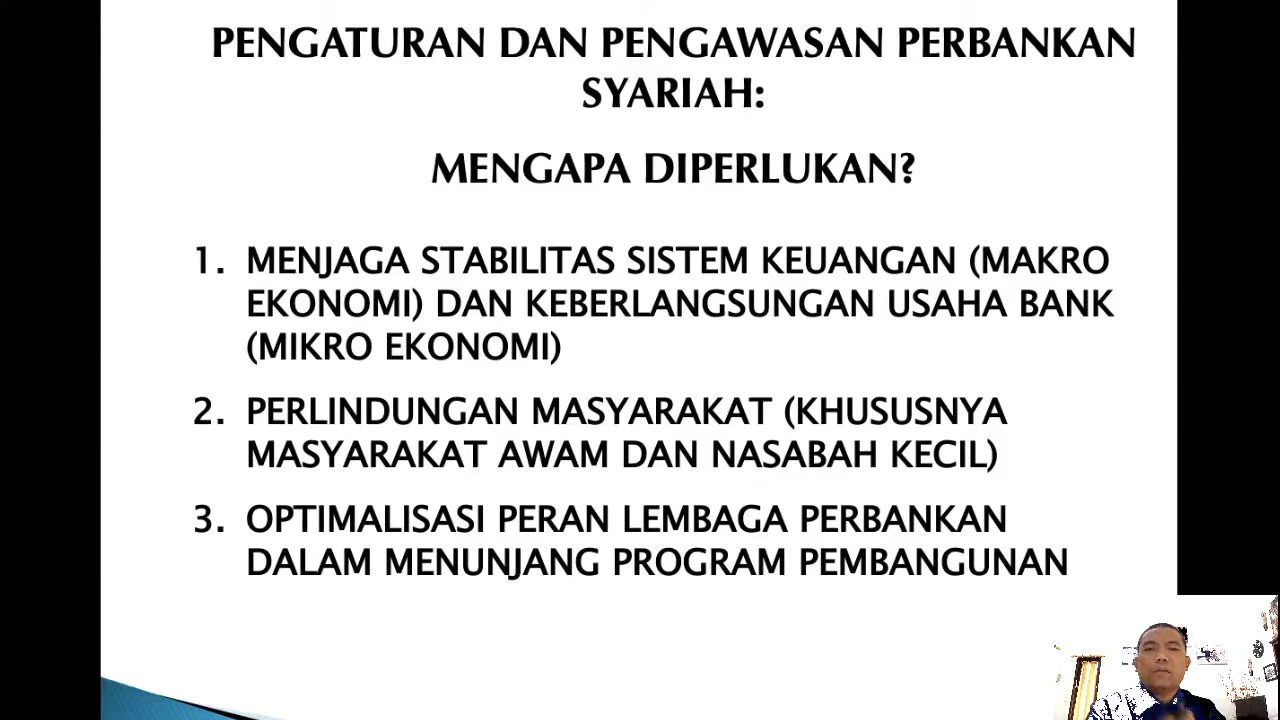 PENGATURAN DAN PENGAWASAN PERBANKAN
SYARIAH:
MENGAPA DIPERLUKAN?
1. MENJAGA STABILITAS SISTEM KEUANGAN (MAKRO
EKONOMI) DAN KEBERLANGSUNGAN USAHA BANK
(MIKRO EKONOMI)
2. PERLINDUNGAN MASYARAKAT (KHUSUSNYA
MASYARAKAT AWAM DAN NASABAH KECIL)
3. OPTIMALISASI PERAN LEMBAGA PERBANKAN
DALAM MENUNJANG PROGRAM PEMBANGUNAN